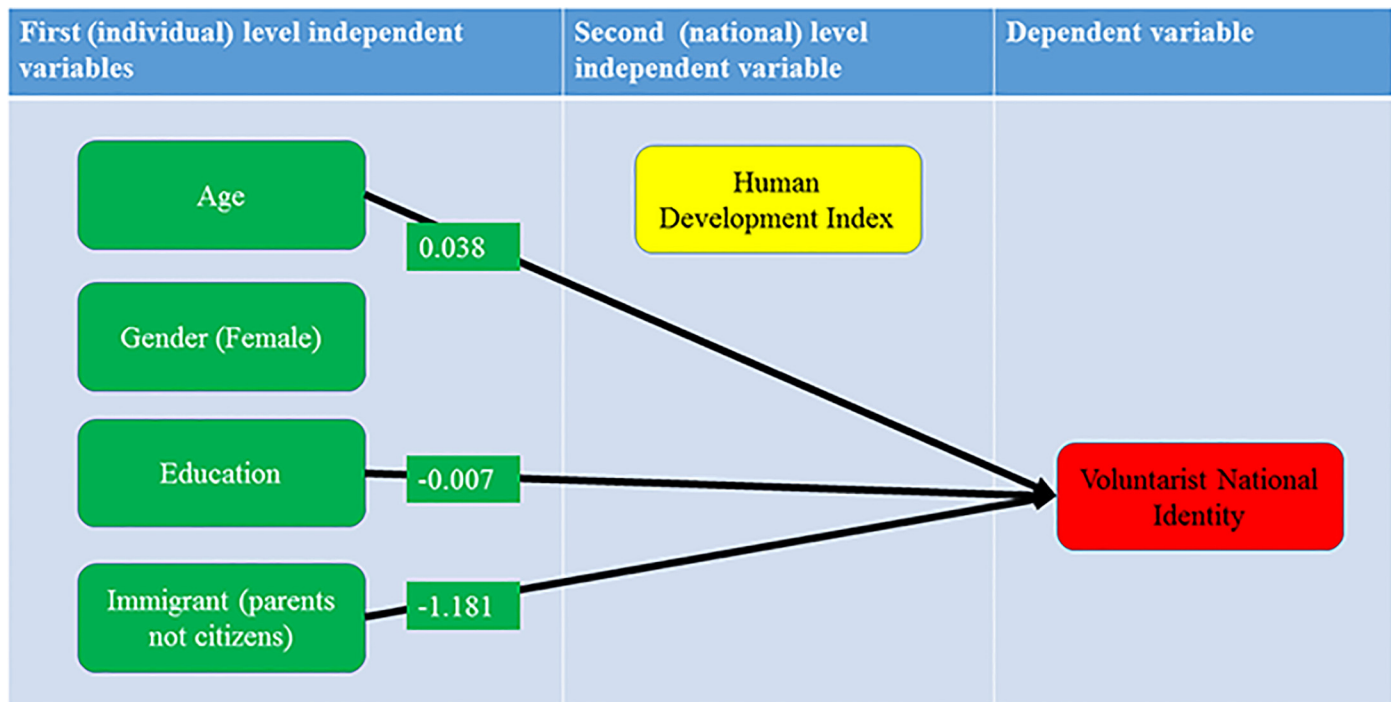 First (individual) level independent
variables
Second (national) level
independent variable
Dependent variable
Age
0.038
Human
Development Index
Gender (Female)
Education
-0.007
Voluntarist National
Identity
Immigrant (parents
not citizens)
-1.181